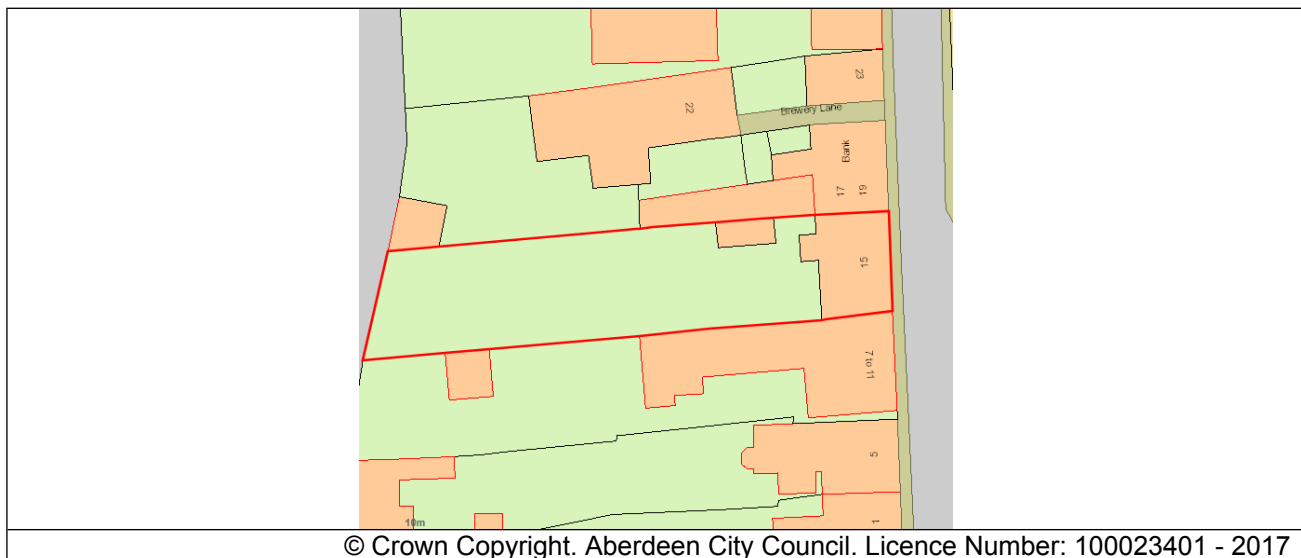 23
22
Brewery Lane
Bank
17
19
15
7 to 11
5
1
10m
© Crown Copyright. Aberdeen City Council. Licence Number: 100023401 - 2017